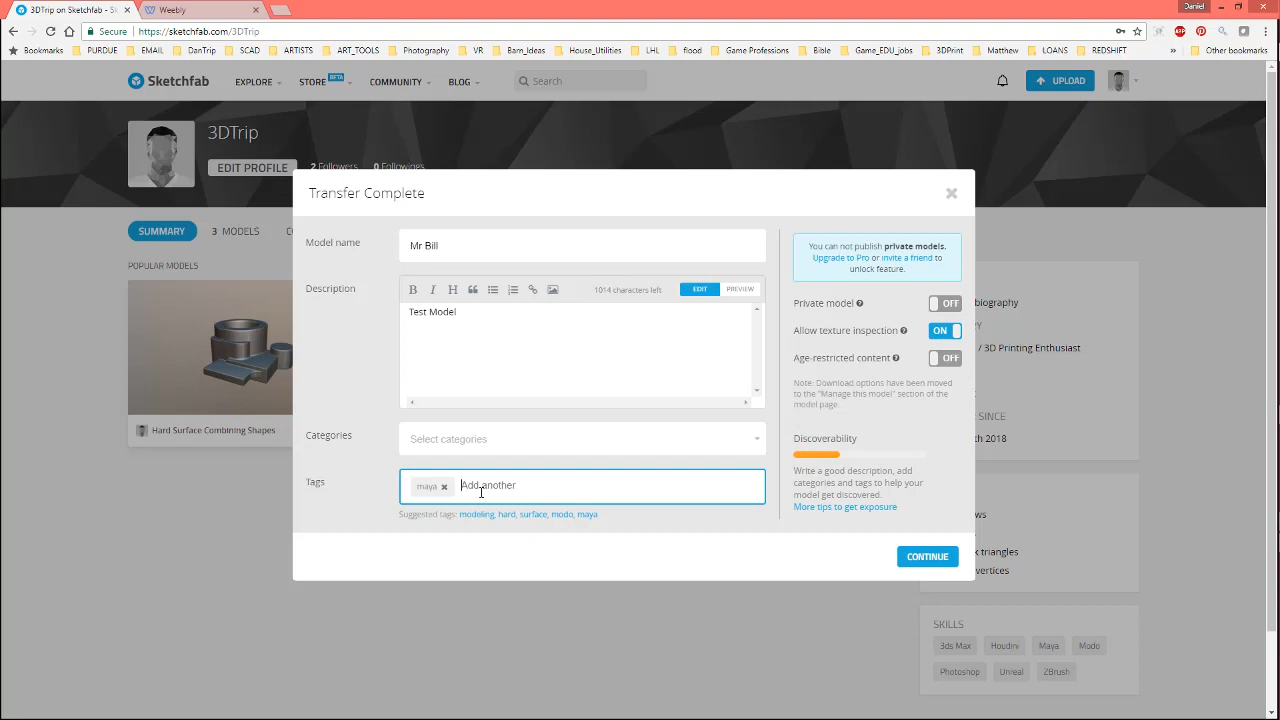 3DTrip on Sketchfab - Sk
Weebly
Daniel
Secure
https://sketchfab.com/3DTrip
Bookmarks
PURDUE
EMAIL
DanTrip
SCAD
ARTISTS
ART_TOOLS
Photography
VR
Barn_Ideas
House_Utilities
LHL
flood
Game Professions
Bible
Game_EDU_jobs
3DPrint
Matthew
LOANS
REDSHIFT
»
Other bookmarks
Sketchfab
EXPLORE
STORE
BETA
COMMUNITY
BLOG
Search
UPLOAD
3DTrip
EDIT PROFILE
2 Followers
0 Followings
SUMMARY
3 MODELS
POPULAR MODELS
Hard Surface Combining Shapes
Transfer Complete
Model name
Mr Bill
Description
B I H
1014 characters left
EDIT
PREVIEW
Test Model
Categories
Select categories
Tags
maya
Add another
Suggested tags: modeling, hard, surface, modo, maya
You can not publish private models.
Upgrade to Pro or invite a friend to
unlock feature.
Private model
OFF
Allow texture inspection
ON
Age-restricted content
OFF
Note: Download options have been moved
to the "Manage this model" section of the
model page.
Discoverability
Write a good description, add
categories and tags to help your
model get discovered.
More tips to get exposure
CONTINUE
biography
/ 3D Printing Enthusiast
SINCE
th 2018
triangles
vertices
SKILLS
3ds Max
Houdini
Maya
Modo
Photoshop
Unreal
ZBrush